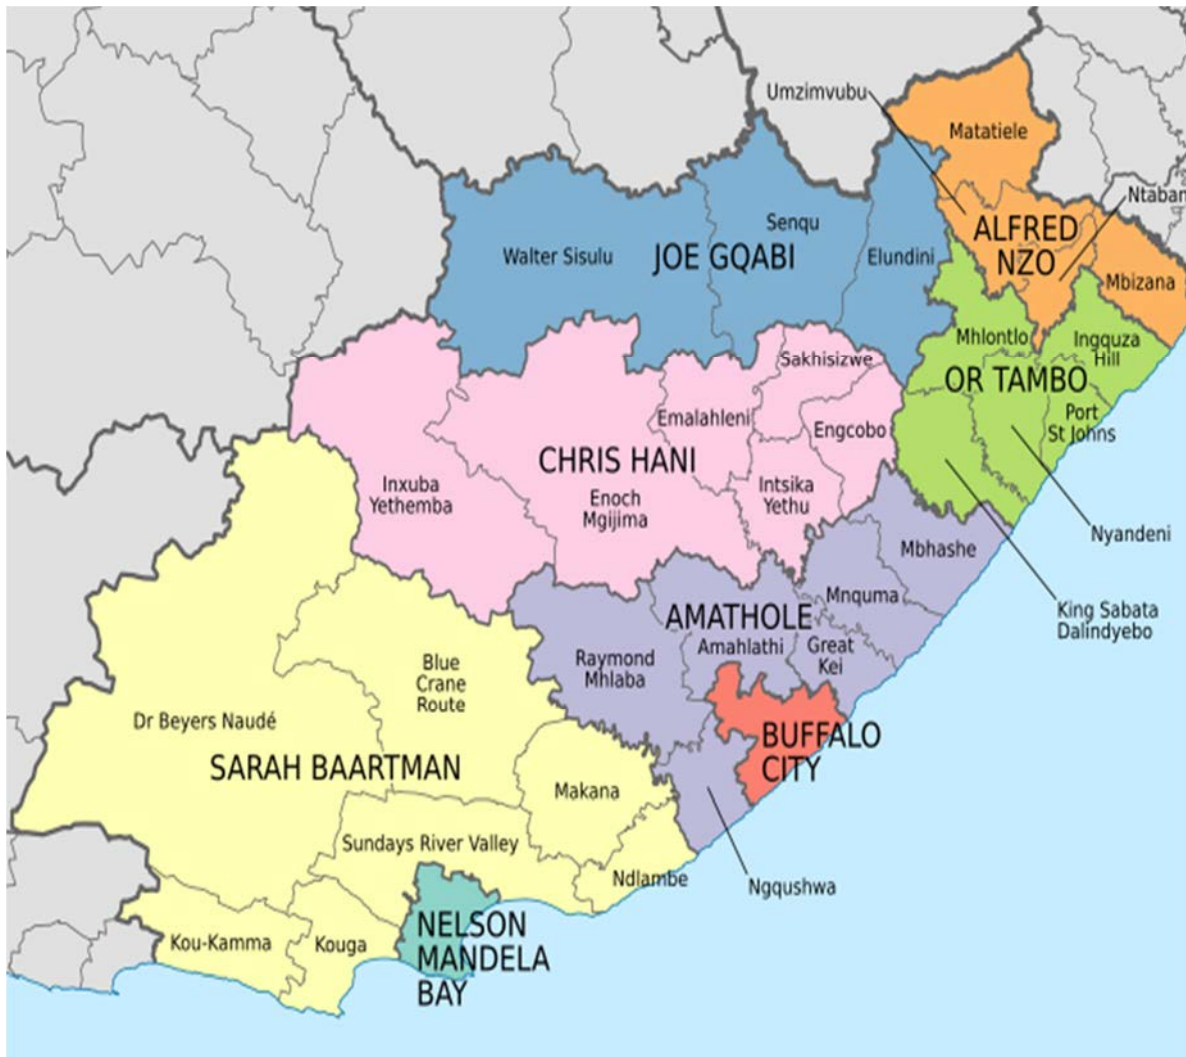 Umzimvubu
Matatiele
Ntaban
ALFRED
NZO
Mbizana
Senqu
Walter Sisulu
JOE GQABI
Elundini
Mhlontlo
Ingquza
Hill
OR TAMBO
Port
St Johns
Nyandeni
King Sabata
Dalindyebo
Sakhisizwe
Emalahleni
Engcobo
CHRIS HANI
Inxuba
Yethemba
Enoch
Mgijima
Intsika
Yethu
Mbhashe
Mnquma
AMATHOLE
Amahlathi
Great
Kei
Raymond
Mhlaba
BUFFALO
CITY
Ngqushwa
Blue
Crane
Route
Dr Beyers Naudé
SARAH BAARTMAN
Makana
Sundays River Valley
Ndlambe
Kou-Kamma
Kouga
NELSON
MANDELA
BAY